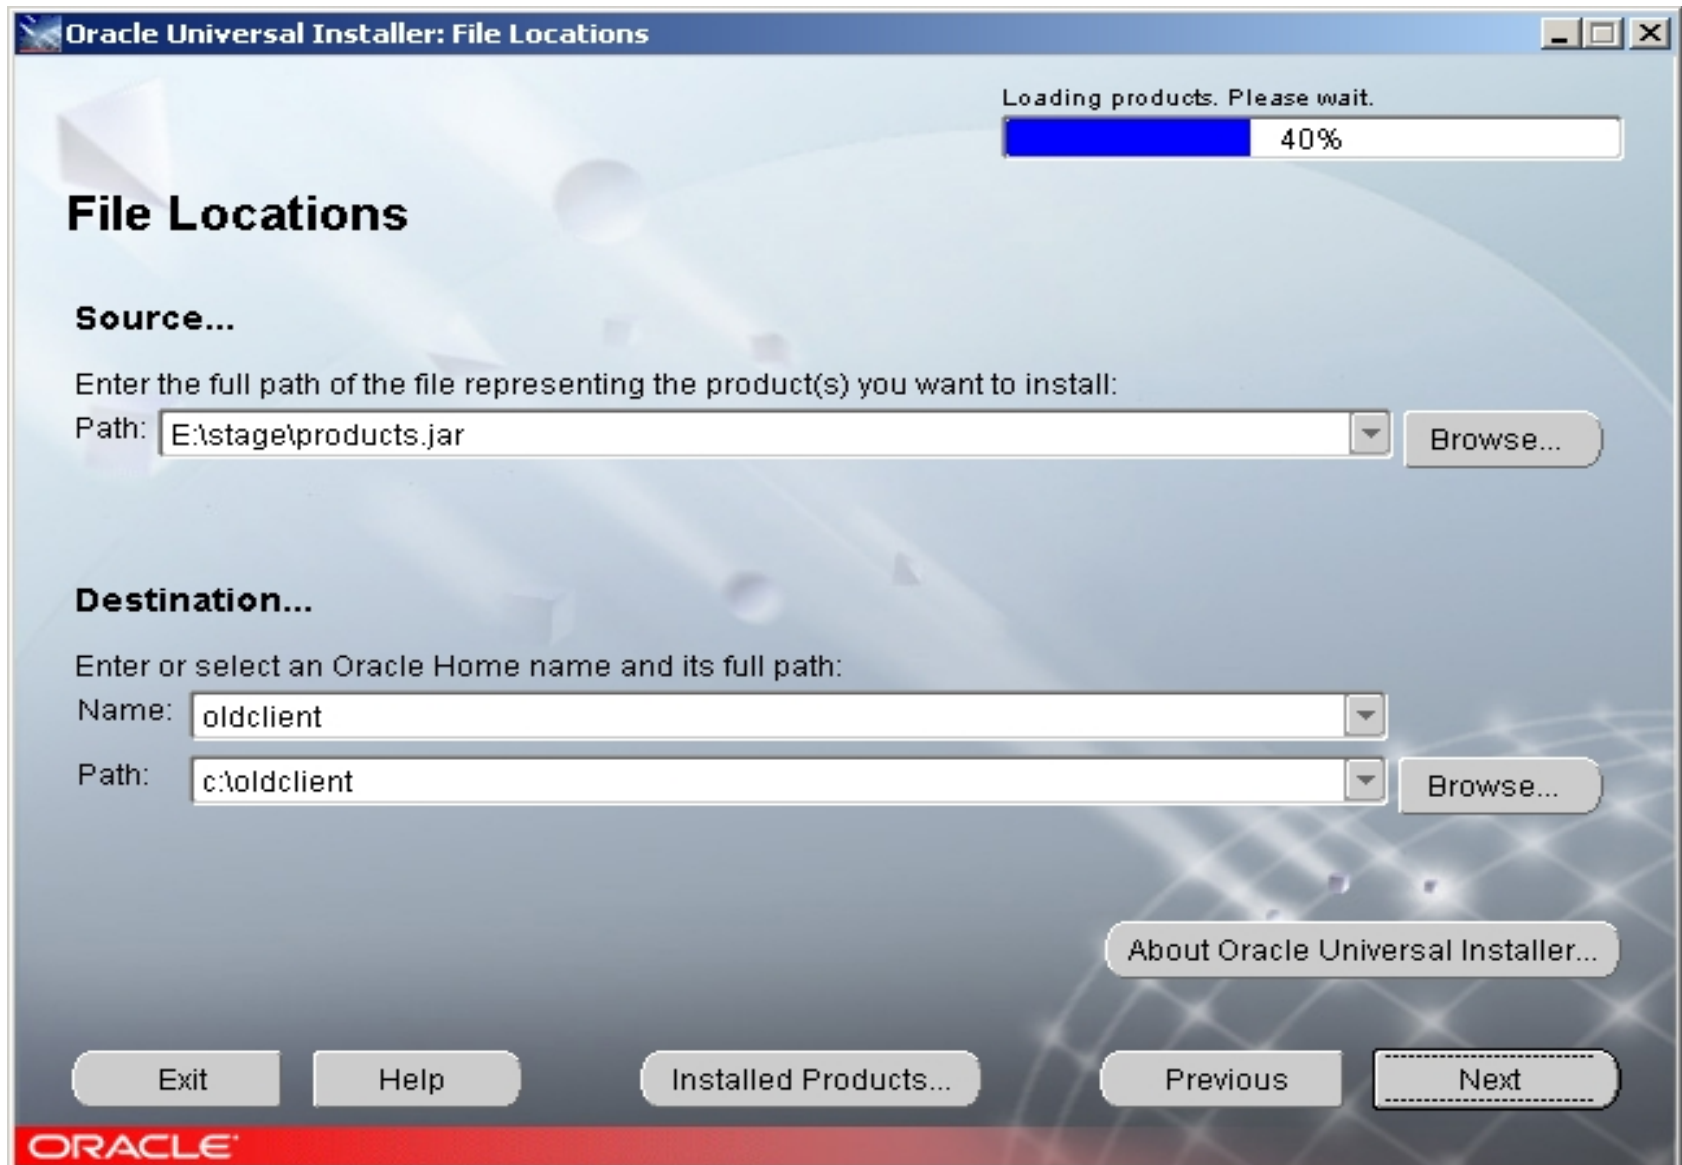 Oracle Universal Installer: File Locations
Loading products. Please wait.
40%
File Locations
Source...
Enter the full path of the file representing the product(s) you want to install:
Path: E:\stage\products.jar Browse...
Destination...
Enter or select an Oracle Home name and its full path:
Name: oldclient
Path: c:\oldclient Browse...
About Oracle Universal Installer...
Exit Help Installed Products... Previous Next
ORACLE